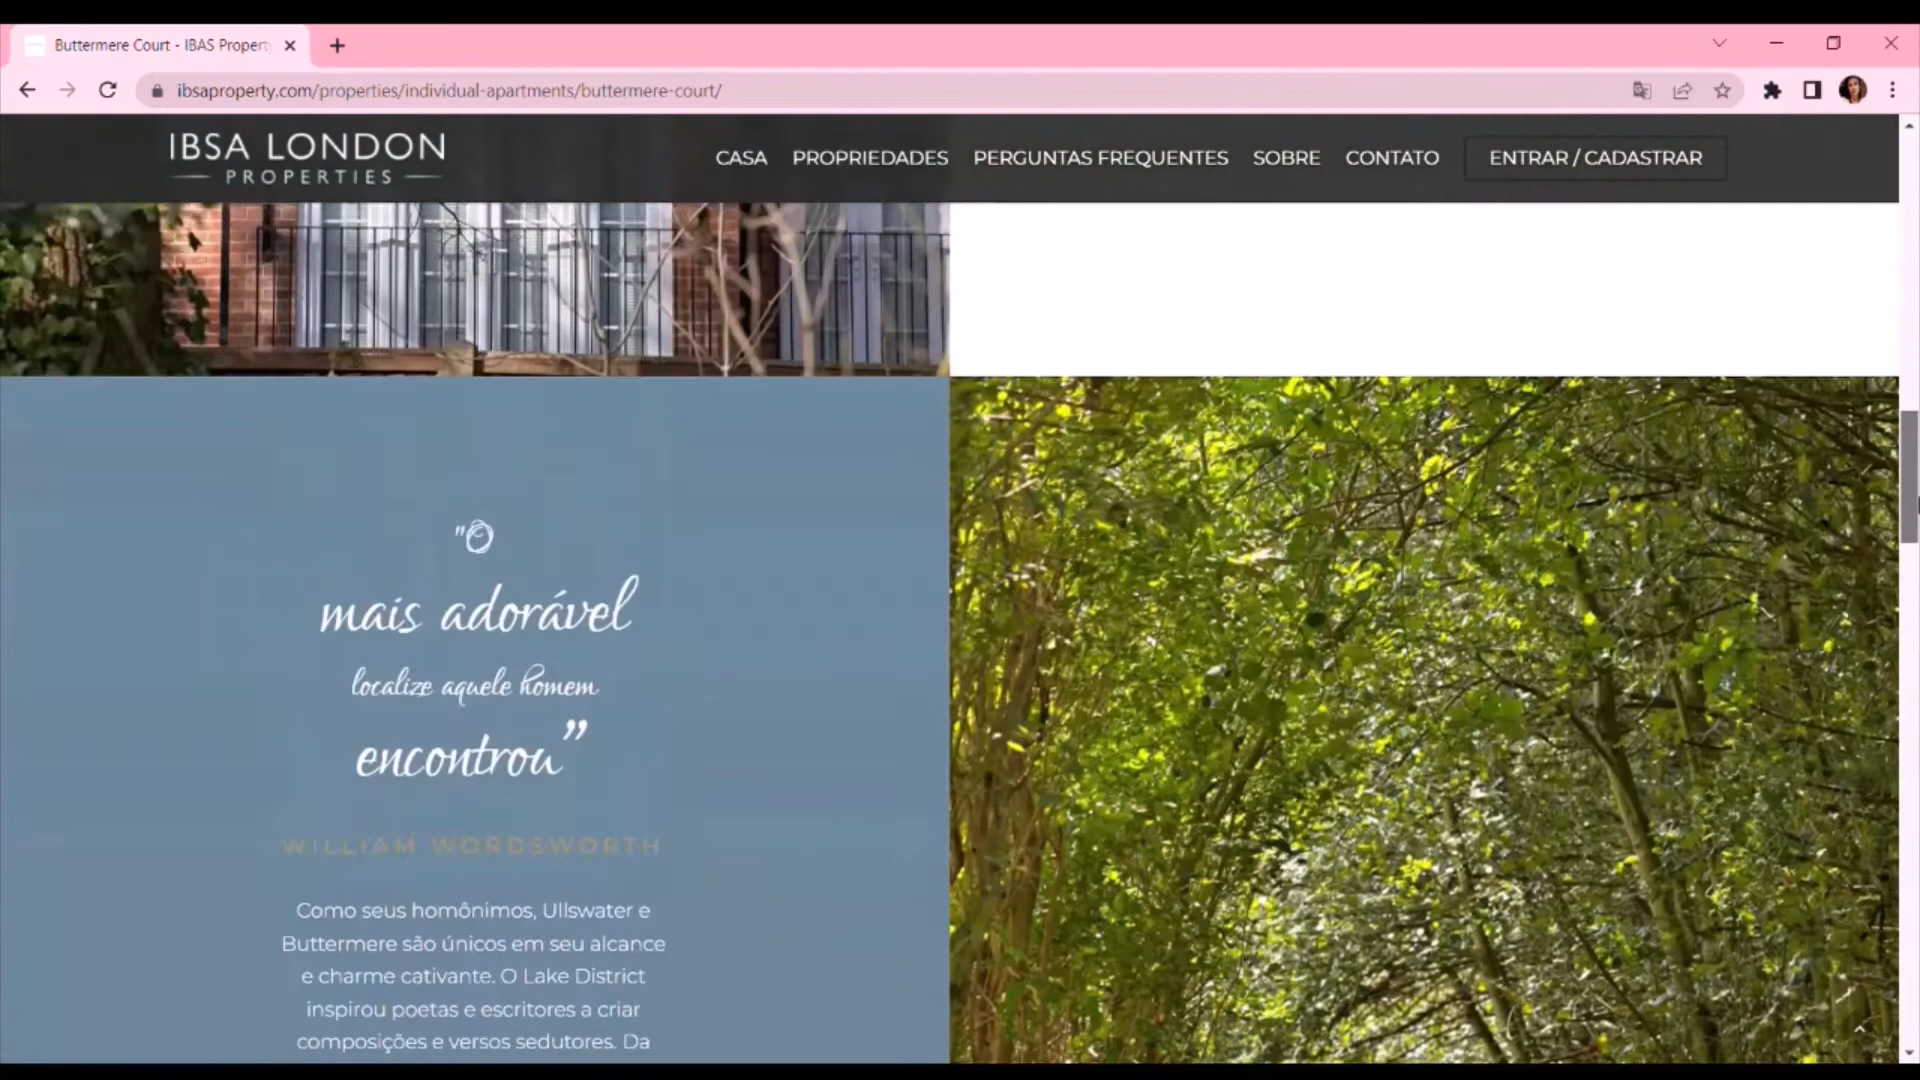 Buttermere Court - IBAS Propert
ibsaproperty.com/properties/individual-apartments/buttermere-court/
IBSA LONDON
PROPERTIES
CASA PROPRIEDADES PERGUNTAS FREQUENTES SOBRE CONTATO ENTRAR / CADASTRAR
"O
mais adorável
localize aquele homem
encontrou”
WILLIAM WORDSWORTH
Como seus homônimos, Ullswater e
Buttermere são únicos em seu alcance
e charme cativante. O Lake District
inspirou poetas e escritores a criar
composições e versos sedutores. Da